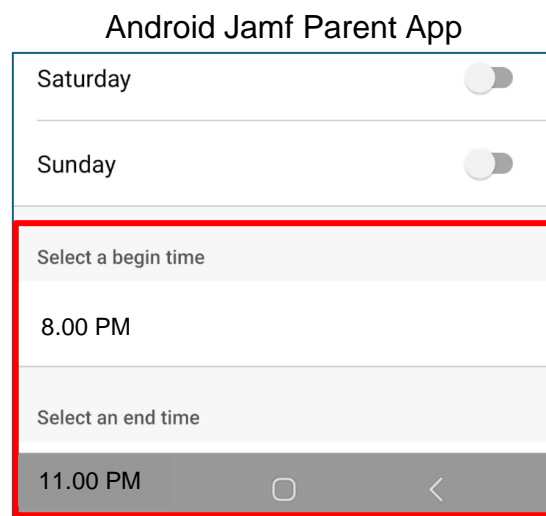 Android Jamf Parent App
Saturday
Sunday
Select a begin time
8.00 PM
Select an end time
11.00 PM